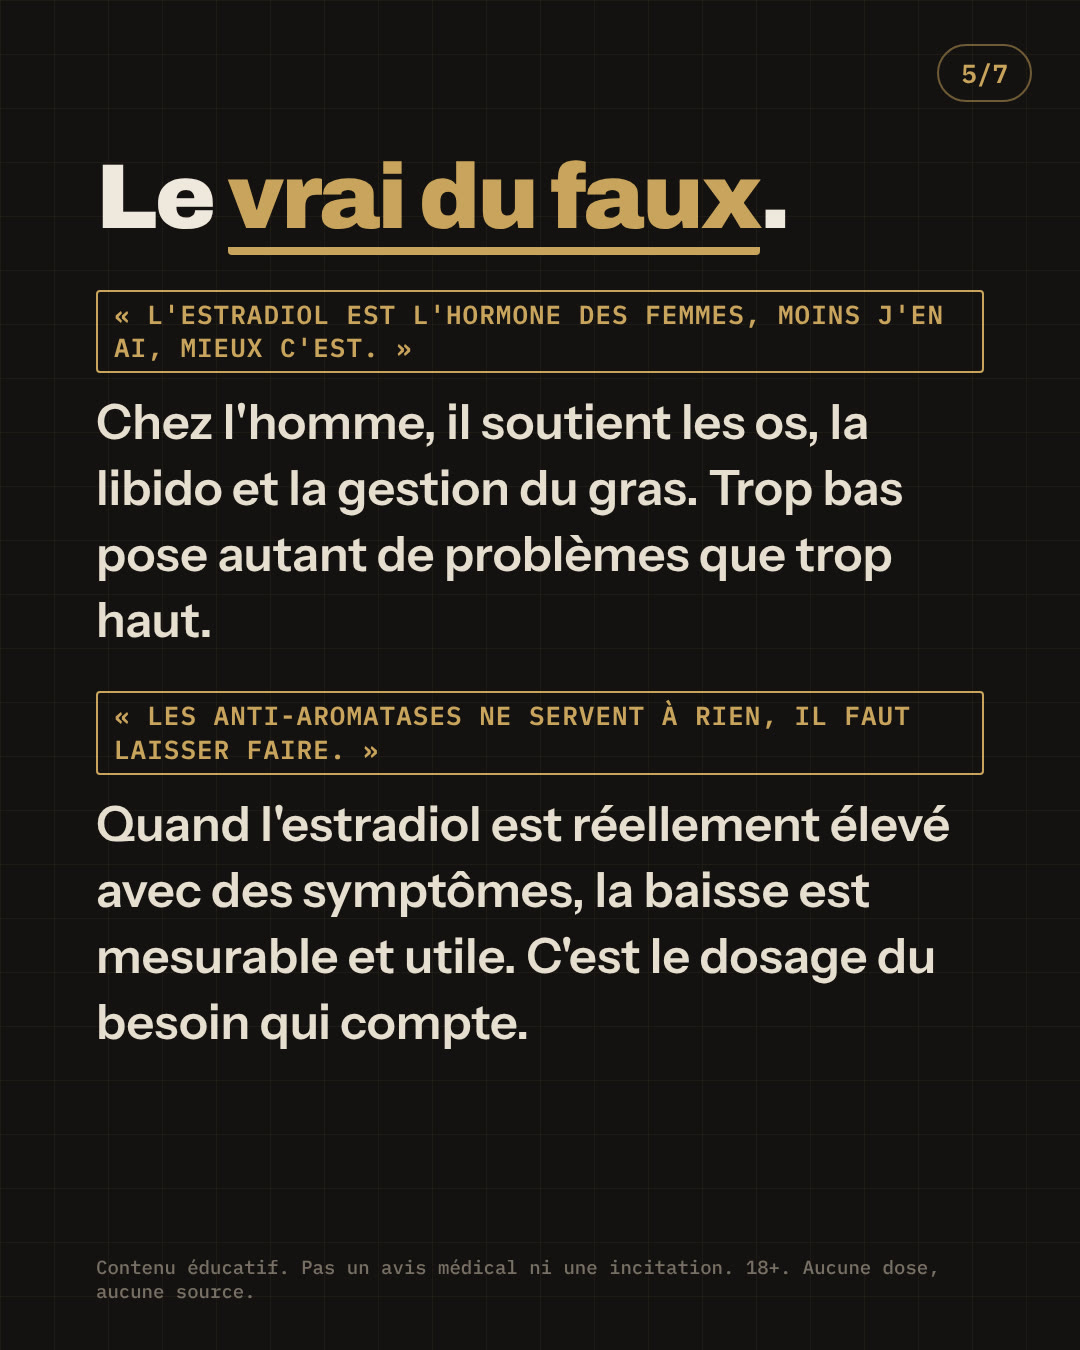 5/7
Le vrai du faux.
« L'ESTRADIOL EST L'HORMONE DES FEMMES, MOINS J'EN
AI, MIEUX C'EST. »
Chez l'homme, il soutient les os, la
libido et la gestion du gras. Trop bas
pose autant de problèmes que trop
haut.
« LES ANTI-AROMATASES NE SERVENT À RIEN, IL FAUT
LAISSER FAIRE. »
Quand l'estradiol est réellement élevé
avec des symptômes, la baisse est
mesurable et utile. C'est le dosage du
besoin qui compte.
Contenu éducatif. Pas un avis médical ni une incitation. 18+. Aucune dose,
aucune source.